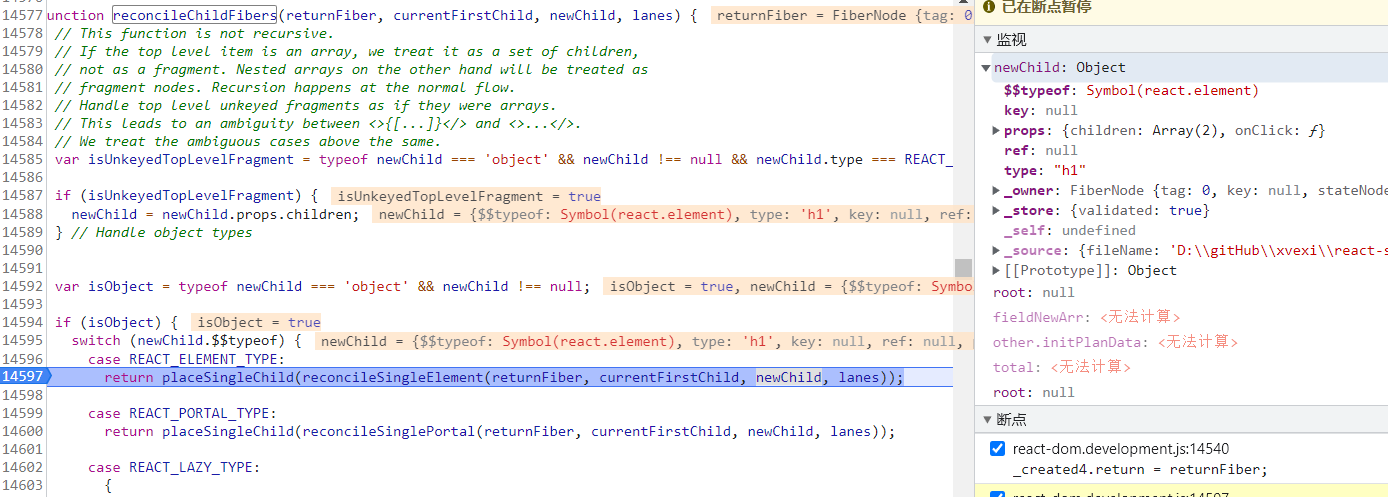 14577 unction reconcileChildFibers(returnFiber, currentFirstChild, newChild, lanes) { returnFiber = FiberNode {tag: 0
14578 // This function is not recursive.
14579 // If the top level item is an array, we treat it as a set of children,
14580 // not as a fragment. Nested arrays on the other hand will be treated as
14581 // fragment nodes. Recursion happens at the normal flow.
14582 // Handle top level unkeyed fragments as if they were arrays.
14583 // This leads to an ambiguity between <>{[...]}</> and <>...</>.
14584 // We treat the ambiguous cases above the same.
14585 var isUnkeyedTopLevelFragment = typeof newChild === 'object' && newChild !== null && newChild.type === REACT_
14586
14587 if (isUnkeyedTopLevelFragment) { isUnkeyedTopLevelFragment = true
14588 newChild = newChild.props.children; newChild = {$$typeof: Symbol(react.element), type: 'h1', key: null, ref:
14589 } // Handle object types
14590
14591
14592 var isObject = typeof newChild === 'object' && newChild !== null; isObject = true, newChild = {$$typeof: Symbo
14593
14594 if (isObject) { isObject = true
14595 switch (newChild.$$typeof) { newChild = {$$typeof: Symbol(react.element), type: 'h1', key: null, ref: null,
14596 case REACT_ELEMENT_TYPE:
14597 return placeSingleChild(reconcileSingleElement(returnFiber, currentFirstChild, newChild, lanes));
14598
14599 case REACT_PORTAL_TYPE:
14600 return placeSingleChild(reconcileSinglePortal(returnFiber, currentFirstChild, newChild, lanes));
14601
14602 case REACT_LAZY_TYPE:
14603 {
已在断点暂停
监视
newChild: Object
$$typeof: Symbol(react.element)
key: null
props: {children: Array(2), onClick: ƒ}
ref: null
type: "h1"
_owner: FiberNode {tag: 0, key: null, stateNode
_store: {validated: true}
_self: undefined
_source: {fileName: 'D:\\gitHub\\xvexi\\react-s
[[Prototype]]: Object
root: null
fieldNewArr: <无法计算>
other.initPlanData: <无法计算>
total: <无法计算>
root: null
断点
react-dom.development.js:14540
_created4.return = returnFiber;
react-dom.development.js:14597